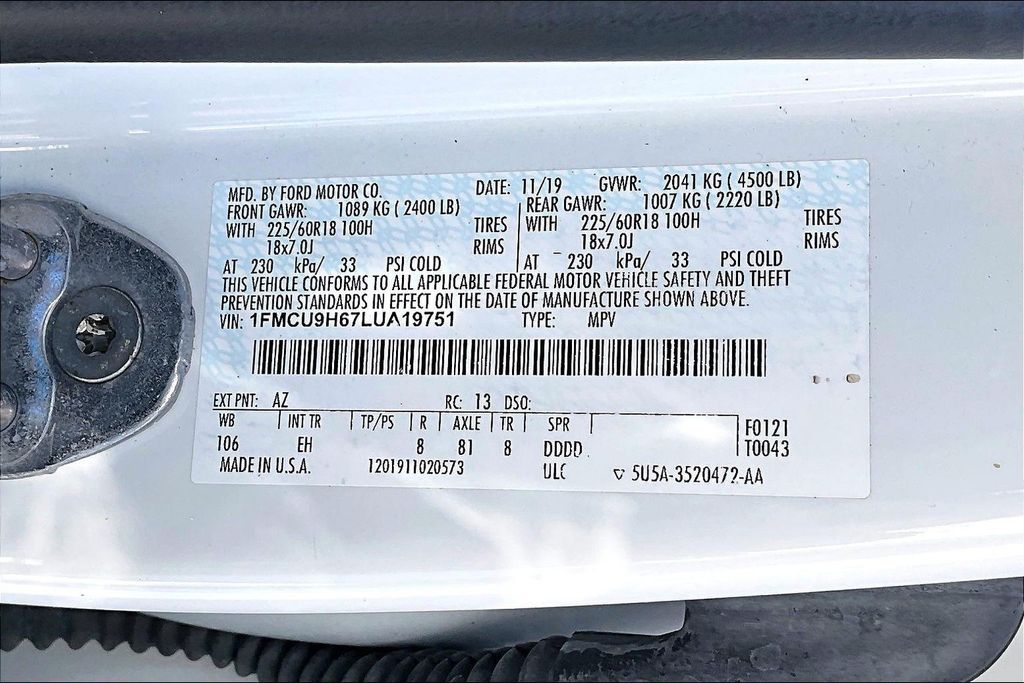 MFD. BY FORD MOTOR CO. DATE: 11/19 GVWR: 2041 KG ( 4500 LB)
FRONT GAWR: 1089 KG ( 2400 LB) REAR GAWR: 1007 KG ( 2220 LB)
WITH 225/60R18 100H TIRES WITH 225/60R18 100H TIRES
18x7.0J RIMS 18x7.0J RIMS
AT 230 kPa/ 33 PSI COLD AT 230 kPa/ 33 PSI COLD
THIS VEHICLE CONFORMS TO ALL APPLICABLE FEDERAL MOTOR VEHICLE SAFETY AND THEFT
PREVENTION STANDARDS IN EFFECT ON THE DATE OF MANUFACTURE SHOWN ABOVE.
VIN: 1FMCU9H67LUA19751 TYPE: MPV
EXT PNT: AZ RC: 13 DSO:
WB INT TR TP/PS R AXLE TR SPR F0121
106 EH 8 81 8 DDDD T0043
MADE IN U.S.A. 1201911020573 ULC 5U5A-3520472-AA